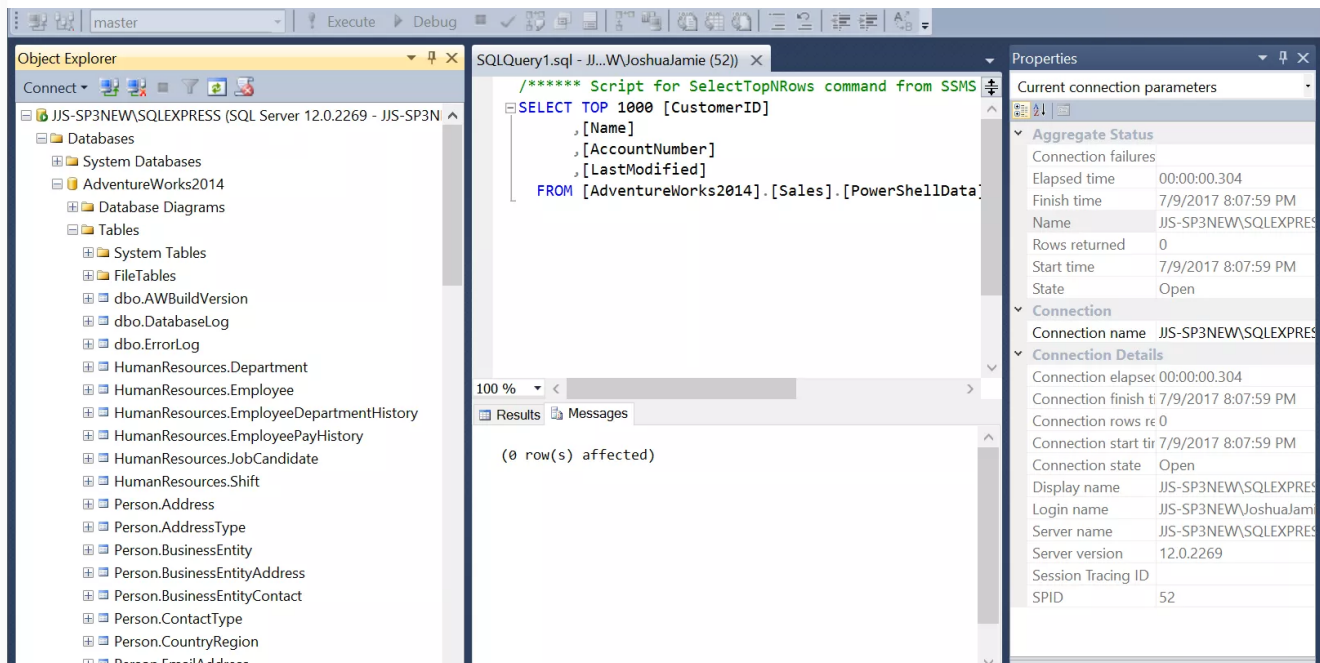 master
Execute
Debug
Object Explorer
Connect
JJS-SP3NEW\SQLEXPRESS (SQL Server 12.0.2269 - JJS-SP3N
Databases
System Databases
AdventureWorks2014
Database Diagrams
Tables
System Tables
FileTables
dbo.AWBuildVersion
dbo.DatabaseLog
dbo.ErrorLog
HumanResources.Department
HumanResources.Employee
HumanResources.EmployeeDepartmentHistory
HumanResources.EmployeePayHistory
HumanResources.JobCandidate
HumanResources.Shift
Person.Address
Person.AddressType
Person.BusinessEntity
Person.BusinessEntityAddress
Person.BusinessEntityContact
Person.ContactType
Person.CountryRegion
Person.EmailAddress
SQLQuery1.sql - JJ...W\JoshuaJamie (52))
/****** Script for SelectTopNRows command from SSMS
SELECT TOP 1000 [CustomerID]
,[Name]
,[AccountNumber]
,[LastModified]
FROM [AdventureWorks2014].[Sales].[PowerShellData]
100 %
Results Messages
(0 row(s) affected)
Properties
Current connection parameters
Aggregate Status
Connection failures
Elapsed time 00:00:00.304
Finish time 7/9/2017 8:07:59 PM
Name JJS-SP3NEW\SQLEXPRES
Rows returned 0
Start time 7/9/2017 8:07:59 PM
State Open
Connection
Connection name JJS-SP3NEW\SQLEXPRES
Connection Details
Connection elapsec 00:00:00.304
Connection finish ti 7/9/2017 8:07:59 PM
Connection rows re 0
Connection start tir 7/9/2017 8:07:59 PM
Connection state Open
Display name JJS-SP3NEW\SQLEXPRES
Login name JJS-SP3NEW\JoshuaJami
Server name JJS-SP3NEW\SQLEXPRES
Server version 12.0.2269
Session Tracing ID
SPID 52